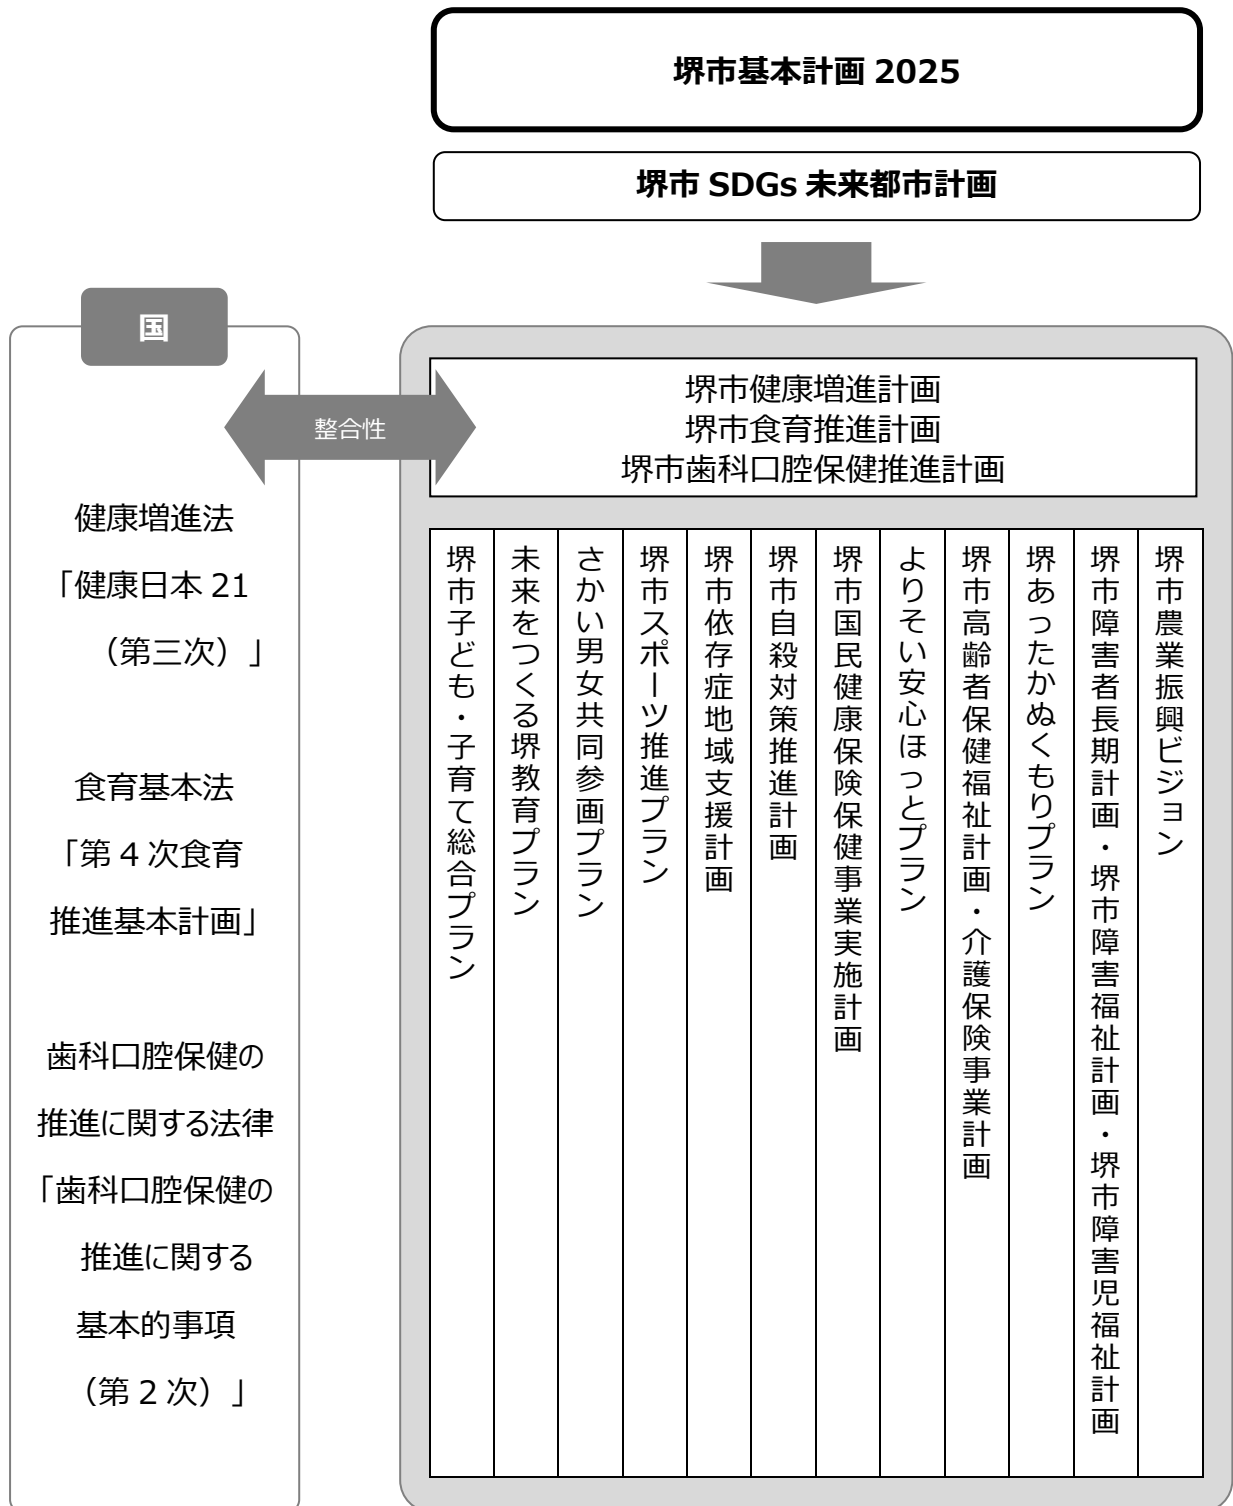 堺市基本計画 2025
堺市 SDGs 未来都市計画
国
整合性
健康増進法
「健康日本 21
（第三次）」
食育基本法
「第 4 次食育
推進基本計画」
歯科口腔保健の
推進に関する法律
「歯科口腔保健の
推進に関する
基本的事項
（第 2 次）」
堺市健康増進計画
堺市食育推進計画
堺市歯科口腔保健推進計画
堺市子ども・子育て総合プラン
未来をつくる堺教育プラン
さかい男女共同参画プラン
堺市スポーツ推進プラン
堺市依存症地域支援計画
堺市自殺対策推進計画
堺市国民健康保険保健事業実施計画
よりそい安心ほっとプラン
堺市高齢者保健福祉計画・介護保険事業計画
堺あったかぬくもりプラン
堺市障害者長期計画・堺市障害福祉計画・堺市障害児福祉計画
堺市農業振興ビジョン